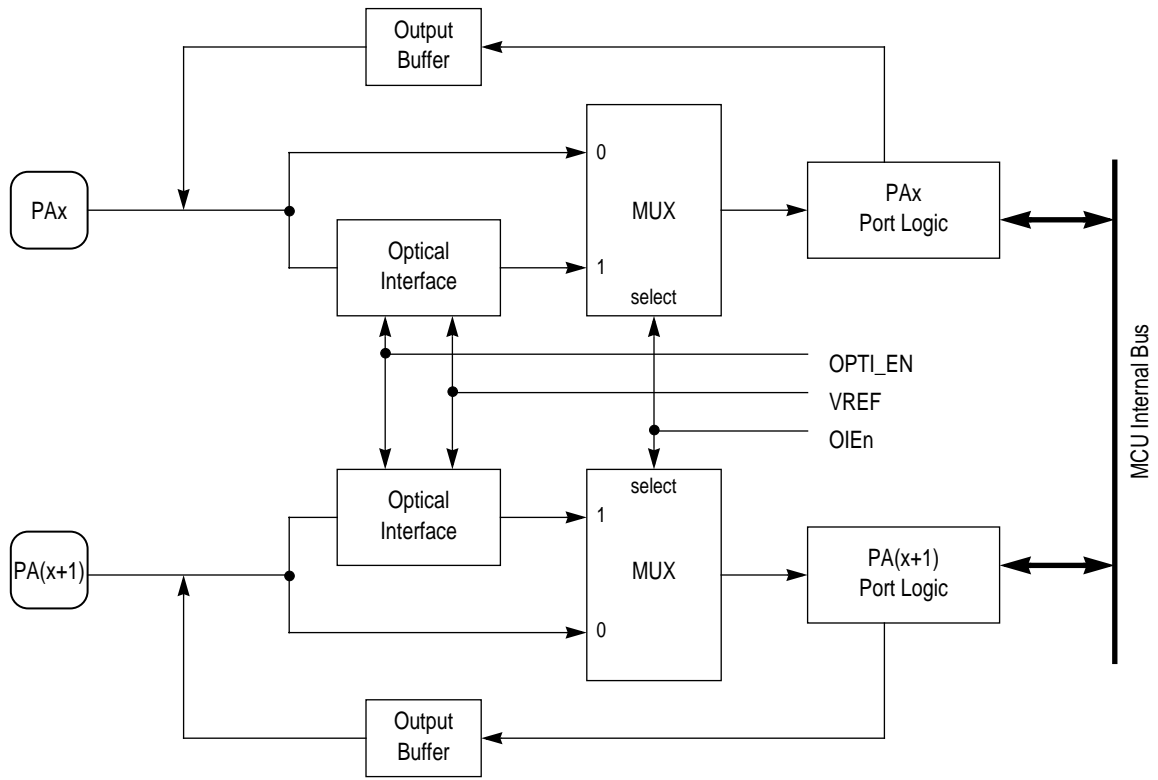 Output
Buffer
0
PAx
MUX
PAx
Port Logic
Optical
Interface
1
select
OPTI_EN
VREF
OIEn
MCU Internal Bus
select
Optical
Interface
1
PA(x+1)
MUX
PA(x+1)
Port Logic
0
Output
Buffer